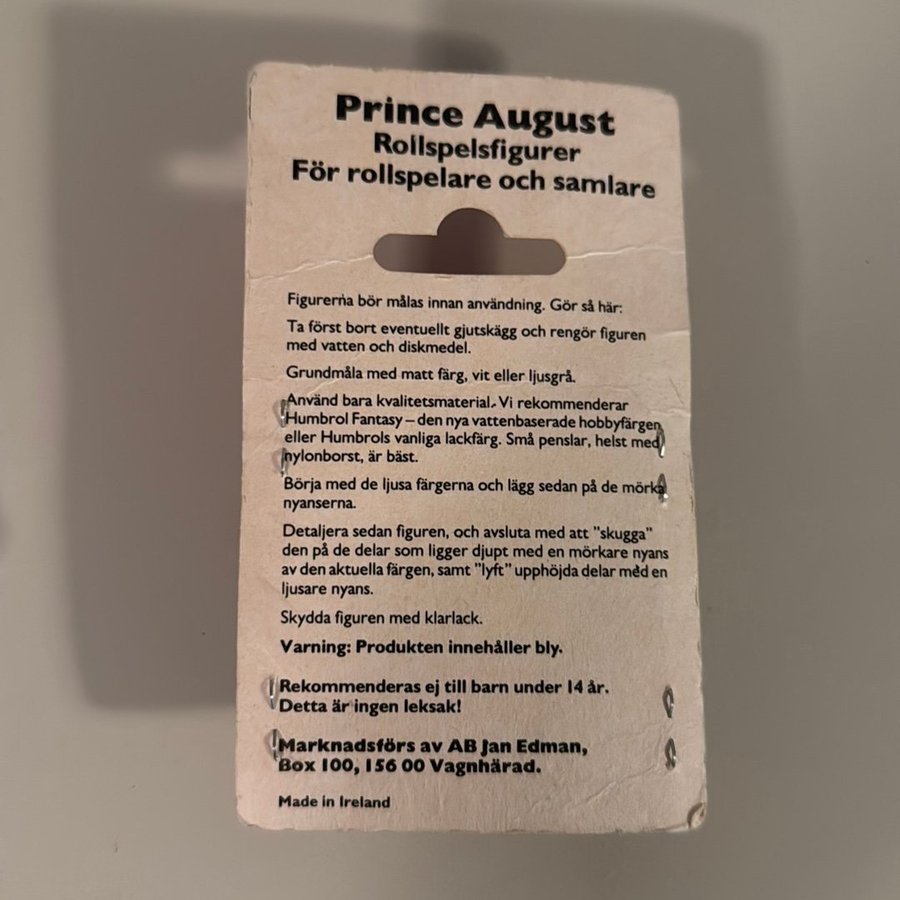 Prince August
Rollspelsfigurer
För rollspelare och samlare
Figurerna bör målas innan användning. Gör så här:
Ta först bort eventuellt gjutskägg och rengör figuren
med vatten och diskmedel.
Grundmåla med matt färg, vit eller ljusgrå.
Använd bara kvalitetsmaterial. Vi rekommenderar
Humbrol Fantasy – den nya vattenbaserade hobbyfärgen
eller Humbrols vanliga lackfärg. Små penslar, helst med
nylonborst, är bäst.
Börja med de ljusa färgerna och lägg sedan på de mörka
nyanserna.
Detaljera sedan figuren, och avsluta med att ”skugga”
den på de delar som ligger djupt med en mörkare nyans
av den aktuella färgen, samt ”lyft” upphöjda delar med en
ljusare nyans.
Skydda figuren med klarlack.
Varning: Produkten innehåller bly.
Rekommenderas ej till barn under 14 år.
Detta är ingen leksak!
Marknadsförs av AB Jan Edman,
Box 100, 156 00 Vagnhärad.
Made in Ireland